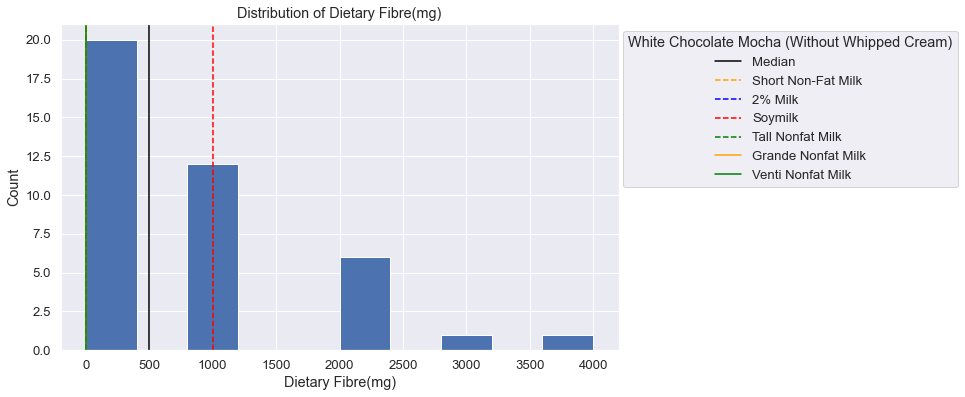 Distribution of Dietary Fibre(mg)
20.0
17.5
15.0
12.5
10.0
7.5
5.0
2.5
0.0
Count
0 500 1000 1500 2000 2500 3000 3500 4000
Dietary Fibre(mg)
White Chocolate Mocha (Without Whipped Cream)
Median
Short Non-Fat Milk
2% Milk
Soymilk
Tall Nonfat Milk
Grande Nonfat Milk
Venti Nonfat Milk